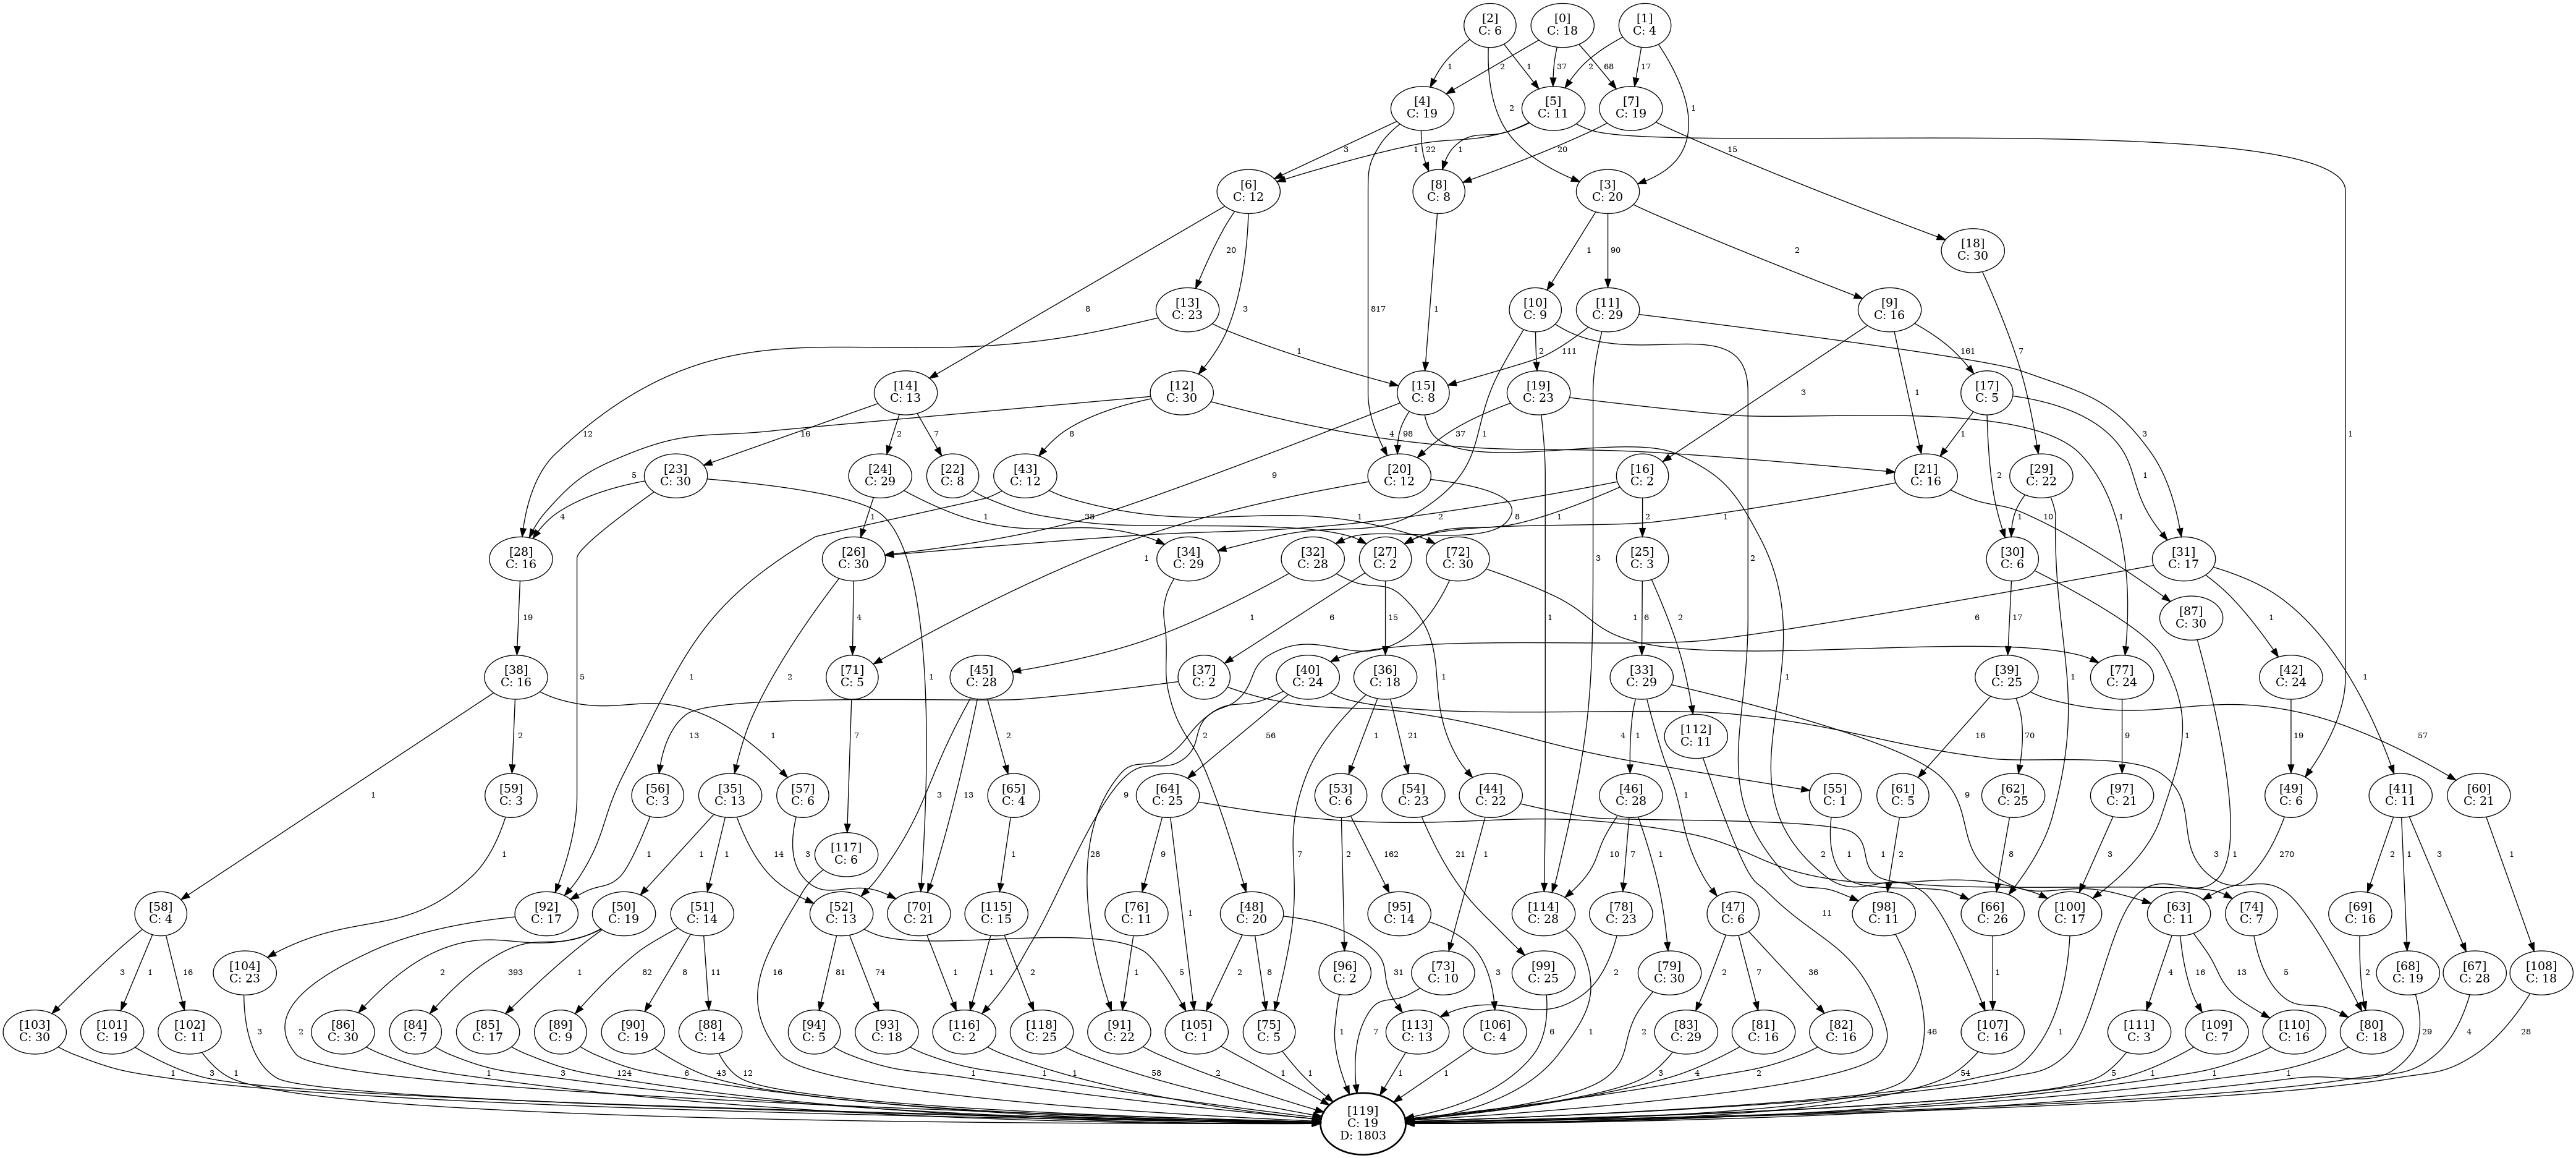 [2]
C: 6
[0]
C: 18
[1]
C: 4
1
2
1
37
2
68
17
2
1
[4]
C: 19
[5]
C: 11
[7]
C: 19
3
22
1
1
20
15
817
1
[6]
C: 12
[8]
C: 8
[3]
C: 20
8
20
3
1
1
90
2
[18]
C: 30
[13]
C: 23
[10]
C: 9
[11]
C: 29
[9]
C: 16
12
1
2
111
161
7
3
1
3
[14]
C: 13
[12]
C: 30
[15]
C: 8
[19]
C: 23
[17]
C: 5
16
2
7
5
8
4
98
37
1
1
2
1
9
[23]
C: 30
[24]
C: 29
[22]
C: 8
[43]
C: 12
[20]
C: 12
[16]
C: 2
[21]
C: 16
[29]
C: 22
4
1
1
38
1
2
8
1
2
1
1
10
1
3
2
1
[28]
C: 16
[26]
C: 30
[34]
C: 29
[32]
C: 28
[27]
C: 2
[72]
C: 30
[25]
C: 3
[30]
C: 6
[31]
C: 17
19
4
1
6
15
1
6
2
1
17
6
1
[87]
C: 30
[38]
C: 16
[71]
C: 5
[45]
C: 28
[37]
C: 2
[40]
C: 24
[36]
C: 18
[33]
C: 29
[39]
C: 25
[77]
C: 24
[42]
C: 24
2
5
1
1
1
1
1
1
2
1
7
13
3
13
2
2
9
56
1
21
4
1
1
9
16
70
9
57
1
19
1
[112]
C: 11
[59]
C: 3
[56]
C: 3
[35]
C: 13
[57]
C: 6
[65]
C: 4
[64]
C: 25
[53]
C: 6
[54]
C: 23
[44]
C: 22
[46]
C: 28
[55]
C: 1
[61]
C: 5
[62]
C: 25
[97]
C: 21
[49]
C: 6
[41]
C: 11
[60]
C: 21
1
1
1
1
14
3
1
28
9
1
2
162
7
21
1
10
7
1
2
1
1
2
8
3
3
1
270
2
1
3
1
[117]
C: 6
[58]
C: 4
[92]
C: 17
[50]
C: 19
[51]
C: 14
[52]
C: 13
[70]
C: 21
[115]
C: 15
[76]
C: 11
[48]
C: 20
[95]
C: 14
[114]
C: 28
[78]
C: 23
[47]
C: 6
[98]
C: 11
[66]
C: 26
[100]
C: 17
[63]
C: 11
[74]
C: 7
[69]
C: 16
[104]
C: 23
[96]
C: 2
[73]
C: 10
[99]
C: 25
[79]
C: 30
[68]
C: 19
[67]
C: 28
[108]
C: 18
3
1
16
2
393
1
82
8
11
16
81
74
5
1
1
2
1
2
8
31
3
2
2
7
36
11
1
4
16
13
5
2
[103]
C: 30
[101]
C: 19
[102]
C: 11
[86]
C: 30
[84]
C: 7
[85]
C: 17
[89]
C: 9
[90]
C: 19
[88]
C: 14
[94]
C: 5
[93]
C: 18
[116]
C: 2
[118]
C: 25
[91]
C: 22
[105]
C: 1
[75]
C: 5
[113]
C: 13
[106]
C: 4
[83]
C: 29
[81]
C: 16
[82]
C: 16
[107]
C: 16
[111]
C: 3
[109]
C: 7
[110]
C: 16
[80]
C: 18
1
3
1
3
2
1
3
124
6
43
12
1
1
1
58
2
1
1
1
1
7
1
6
1
2
3
4
2
46
54
1
5
1
1
1
29
4
28
[119]
C: 19
D: 1803